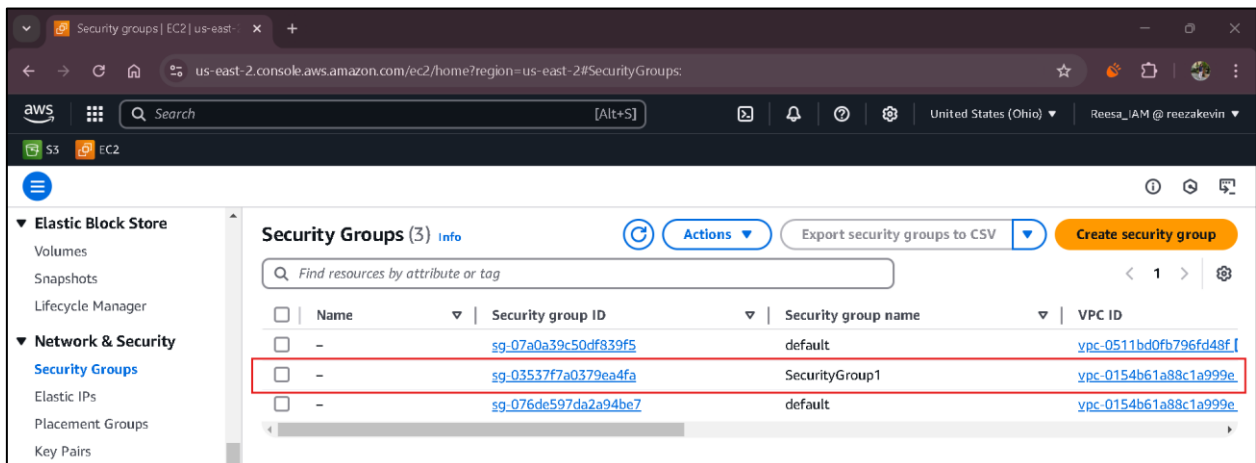 Security groups | EC2 | us-east-
us-east-2.console.aws.amazon.com/ec2/home?region=us-east-2#SecurityGroups:
aws Search [Alt+S] United States (Ohio) Reesa_IAM @ reezakevin
S3 EC2
Elastic Block Store
Volumes
Snapshots
Lifecycle Manager
Network & Security
Security Groups
Elastic IPs
Placement Groups
Key Pairs
Security Groups (3) Info Actions Export security groups to CSV Create security group
Find resources by attribute or tag 1
Name Security group ID Security group name VPC ID
– sg-07a0a39c50df839f5 default vpc-0511bd0fb796fd48f [
– sg-03537f7a0379ea4fa SecurityGroup1 vpc-0154b61a88c1a999e
– sg-076de597da2a94be7 default vpc-0154b61a88c1a999e